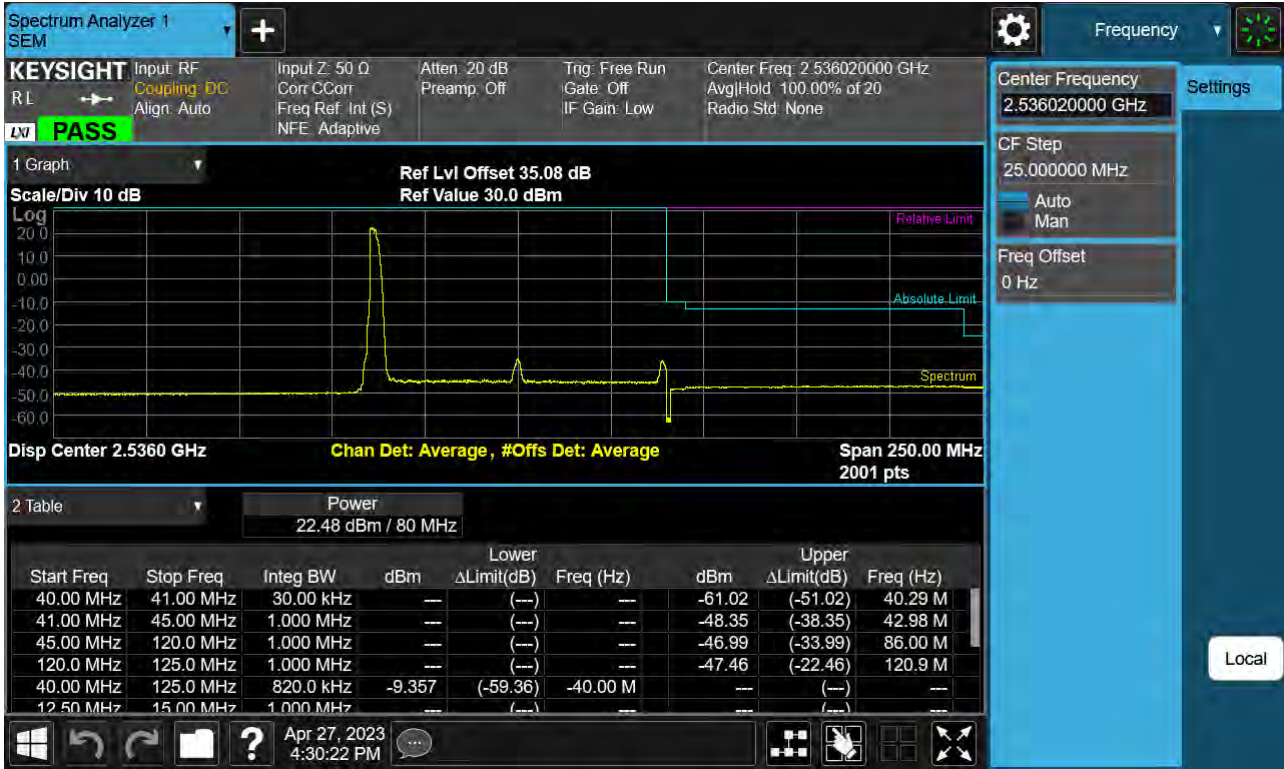 Spectrum Analyzer 1
SEM
Frequency
KEYSIGHT
RL
LXI
PASS
Input: RF
Coupling: DC
Align: Auto
Input Z: 50 Ω
Corr CCorr
Freq Ref: Int (S)
NFE: Adaptive
Atten: 20 dB
Preamp: Off
Trig: Free Run
Gate: Off
IF Gain: Low
Center Freq: 2.536020000 GHz
Avg|Hold: 100.00% of 20
Radio Std: None
Center Frequency
2.536020000 GHz
Settings
CF Step
25.000000 MHz
Auto
Man
Freq Offset
0 Hz
Local
1 Graph
Scale/Div 10 dB
Ref Lvl Offset 35.08 dB
Ref Value 30.0 dBm
Log
20.0
10.0
0.00
-10.0
-20.0
-30.0
-40.0
-50.0
-60.0
Relative Limit
Absolute Limit
Spectrum
Disp Center 2.5360 GHz
Chan Det: Average , #Offs Det: Average
Span 250.00 MHz
2001 pts
2 Table
Power
22.48 dBm / 80 MHz
Lower Upper
Start Freq Stop Freq Integ BW dBm ΔLimit(dB) Freq (Hz) dBm ΔLimit(dB) Freq (Hz)
40.00 MHz 41.00 MHz 30.00 kHz --- (---) --- -61.02 (-51.02) 40.29 M
41.00 MHz 45.00 MHz 1.000 MHz --- (---) --- -48.35 (-38.35) 42.98 M
45.00 MHz 120.0 MHz 1.000 MHz --- (---) --- -46.99 (-33.99) 86.00 M
120.0 MHz 125.0 MHz 1.000 MHz --- (---) --- -47.46 (-22.46) 120.9 M
40.00 MHz 125.0 MHz 820.0 kHz -9.357 (-59.36) -40.00 M --- (---) ---
12.50 MHz 15.00 MHz 1.000 MHz --- (---) --- --- (---) ---
?
Apr 27, 2023
4:30:22 PM